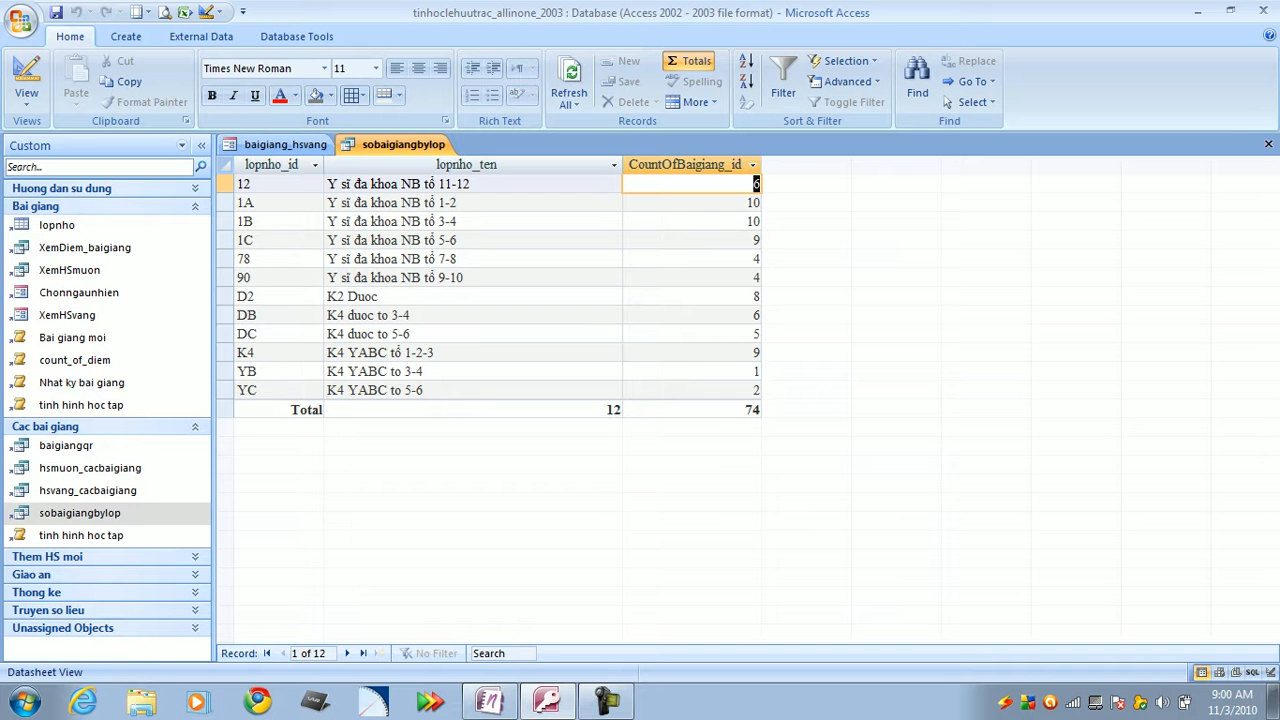 tinhoclehuutrac_allinone_2003 : Database (Access 2002 - 2003 file format) - Microsoft Access
Home Create External Data Database Tools
View
Views
Paste
Cut
Copy
Format Painter
Clipboard
Times New Roman 11
B I U A
Font
Rich Text
Refresh All
New
Save
Delete
Σ Totals
Spelling
More
Records
Filter
Selection
Advanced
Toggle Filter
Sort & Filter
Find
Replace
Go To
Select
Find
Custom
Search...
Huong dan su dung
Bai giang
lopnho
XemDiem_baigiang
XemHSmuon
Chonngaunhien
XemHSvang
Bai giang moi
count_of_diem
Nhat ky bai giang
tinh hinh hoc tap
Cac bai giang
baigiangqr
hsmuon_cacbaigiang
hsvang_cacbaigiang
sobaigiangbylop
tinh hinh hoc tap
Them HS moi
Giao an
Thong ke
Truyen so lieu
Unassigned Objects
baigiang_hsvang sobaigiangbylop
lopnho_id lopnho_ten CountOfBaigiang_id
12 Y sĩ đa khoa NB tổ 11-12 6
1A Y sĩ đa khoa NB tổ 1-2 10
1B Y sĩ đa khoa NB tổ 3-4 10
1C Y sĩ đa khoa NB tổ 5-6 9
78 Y sĩ đa khoa NB tổ 7-8 4
90 Y sĩ đa khoa NB tổ 9-10 4
D2 K2 Duoc 8
DB K4 duoc to 3-4 6
DC K4 duoc to 5-6 5
K4 K4 YABC tổ 1-2-3 9
YB K4 YABC to 3-4 1
YC K4 YABC to 5-6 2
Total 12 74
Record: 1 of 12 No Filter Search
Datasheet View SQL
9:00 AM
11/3/2010